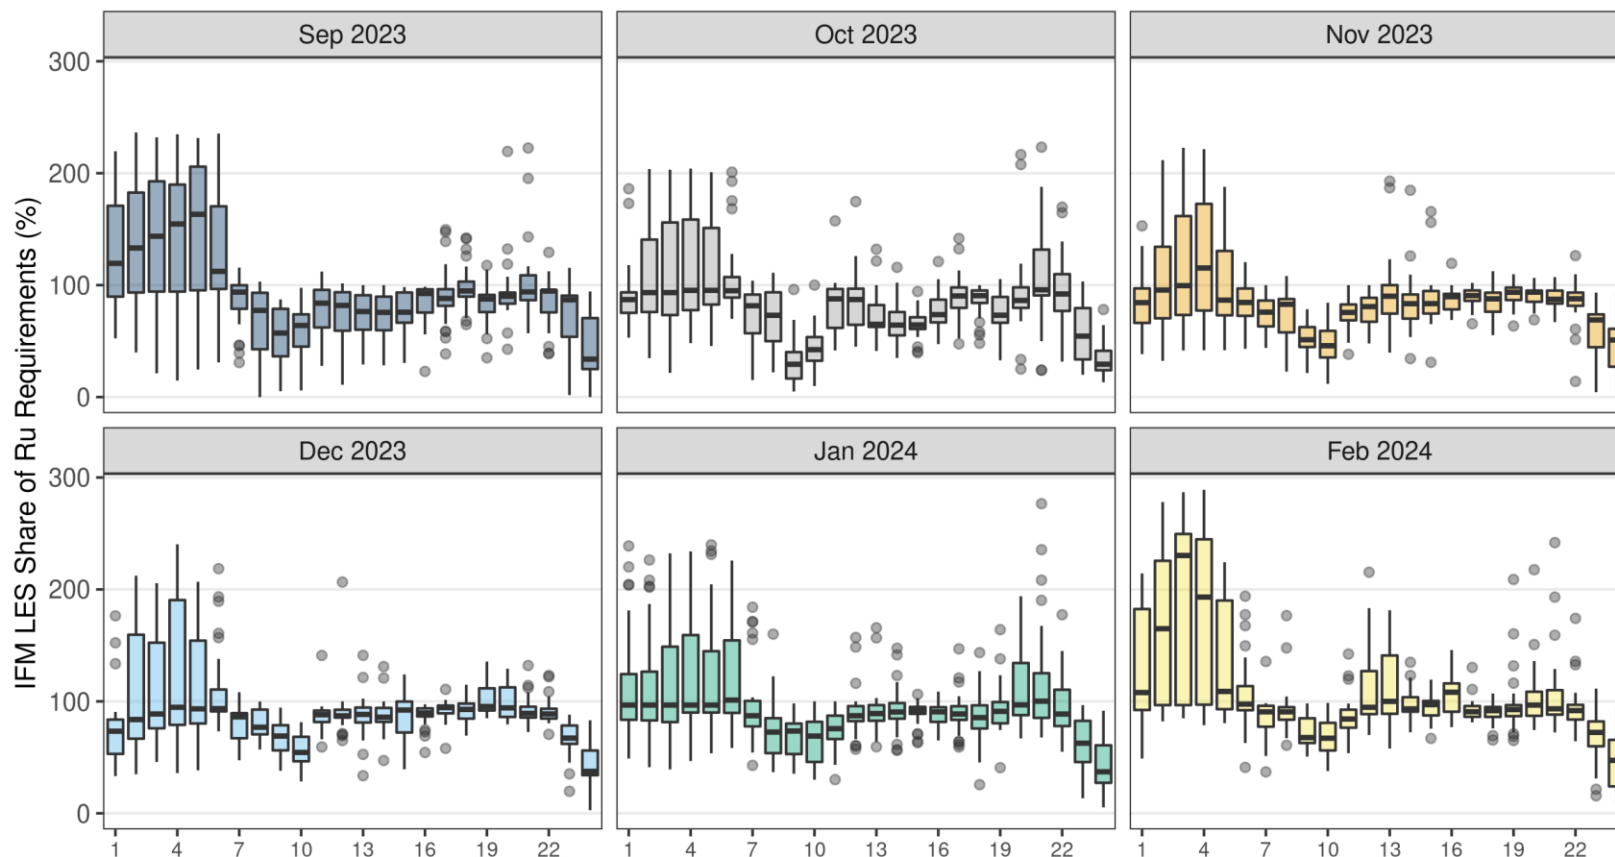 Sep 2023
Oct 2023
Nov 2023
IFM LES Share of Ru Requirements (%)
300
200
100
0
Dec 2023
Jan 2024
Feb 2024
300
200
100
0
1 4 7 10 13 16 19 22
1 4 7 10 13 16 19 22
1 4 7 10 13 16 19 22